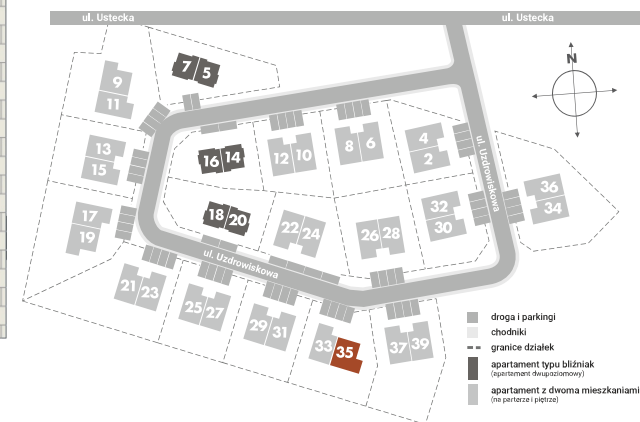 ul. Ustecka
ul. Ustecka
N
7 5
9
11
13
15
16 14
12 10
8 6
4
2
ul. Uzdrowiskowa
36
34
17
19
18 20
22 24
26 28
32
30
ul. Uzdrowiskowa
21 23
25 27
29 31
33 35
37 39
droga i parkingi
chodniki
granice działek
apartament typu bliźniak
(apartament dwupoziomowy)
apartament z dwoma mieszkaniami
(na parterze i piętrze)